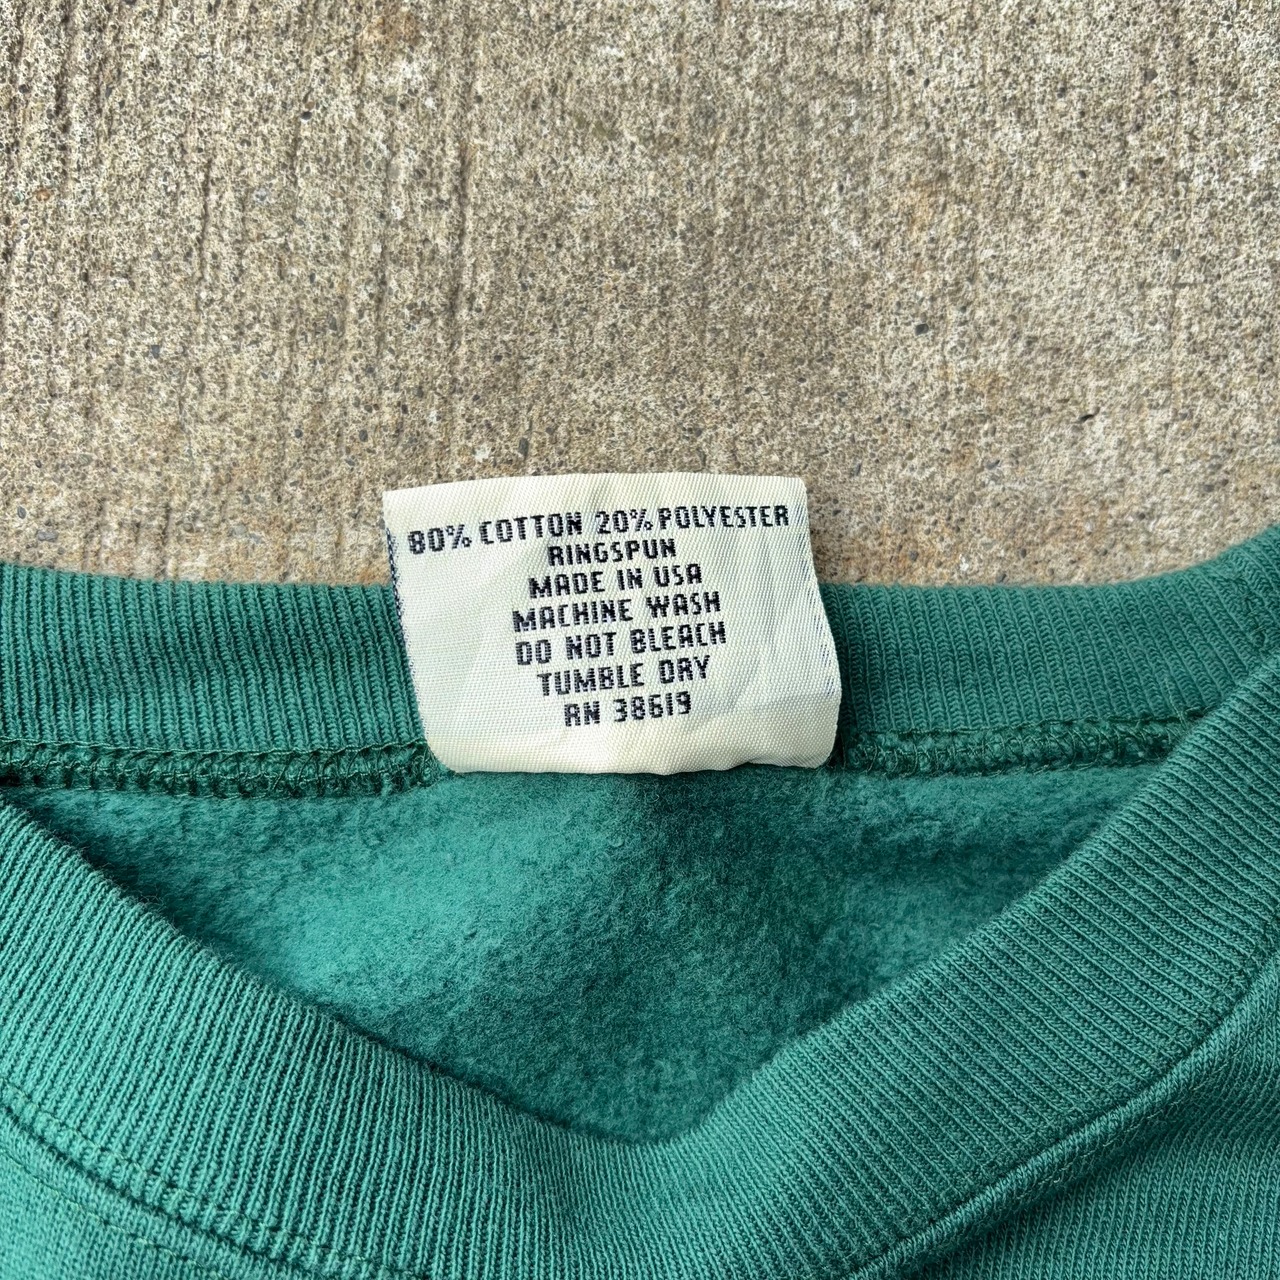 80% COTTON 20% POLYESTER
RINGSPUN
MADE IN USA
MACHINE WASH
DO NOT BLEACH
TUMBLE DRY
RN 38619